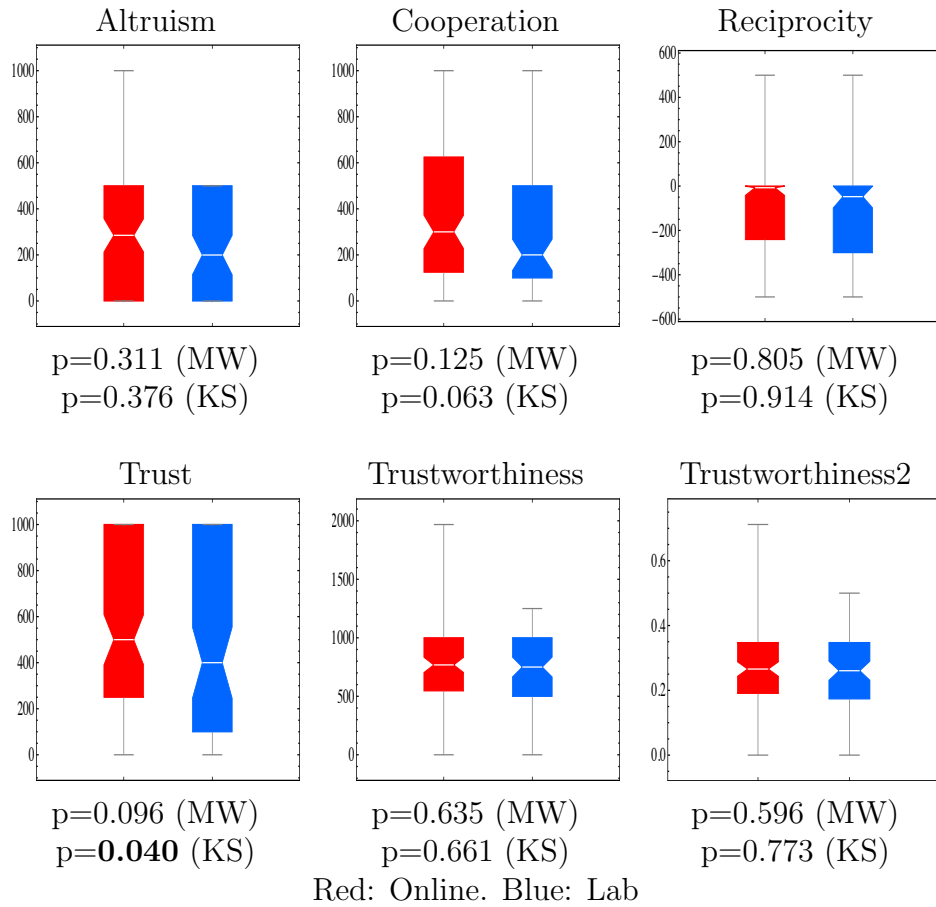 Altruism Cooperation Reciprocity
1000 800 600 400 200 0
1000 800 600 400 200 0
600 400 200 0 −200 −400 −600
p=0.311 (MW) p=0.125 (MW) p=0.805 (MW)
p=0.376 (KS) p=0.063 (KS) p=0.914 (KS)
Trust Trustworthiness Trustworthiness2
1000 800 600 400 200 0
2000 1500 1000 500 0
0.6 0.4 0.2 0.0
p=0.096 (MW) p=0.635 (MW) p=0.596 (MW)
p=0.040 (KS) p=0.661 (KS) p=0.773 (KS)
Red: Online. Blue: Lab